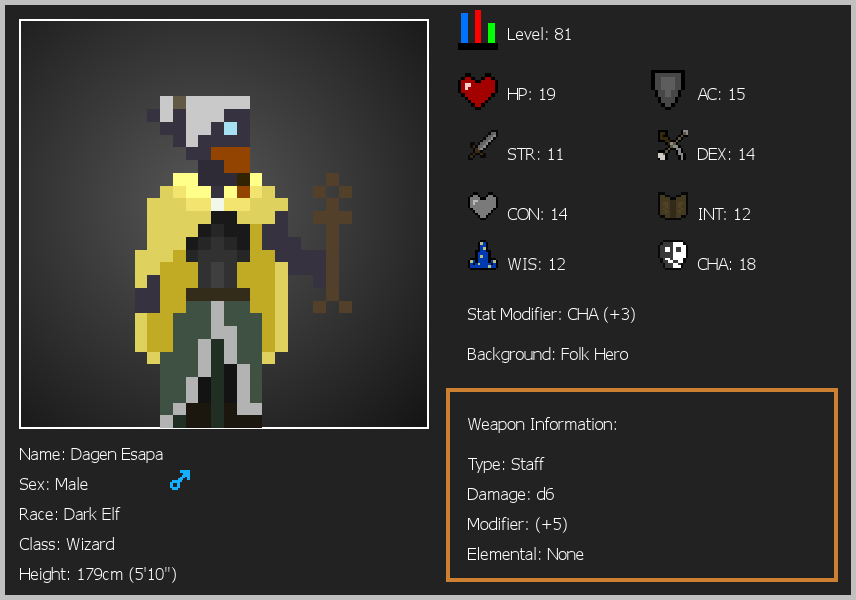 Level: 81
HP: 19
AC: 15
STR: 11
DEX: 14
CON: 14
INT: 12
WIS: 12
CHA: 18
Stat Modifier: CHA (+3)
Background: Folk Hero
Weapon Information:
Type: Staff
Damage: d6
Modifier: (+5)
Elemental: None
Name: Dagen Esapa
Sex: Male
Race: Dark Elf
Class: Wizard
Height: 179cm (5'10")